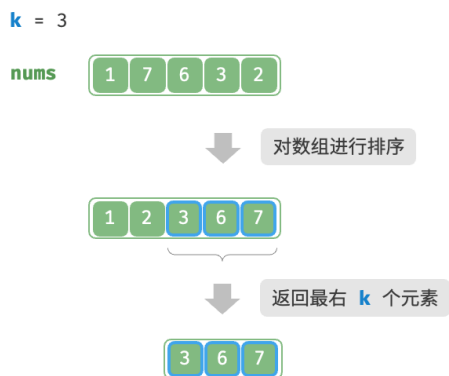 k = 3
nums 1 7 6 3 2
对数组进行排序
1 2 3 6 7
返回最右 k 个元素
3 6 7